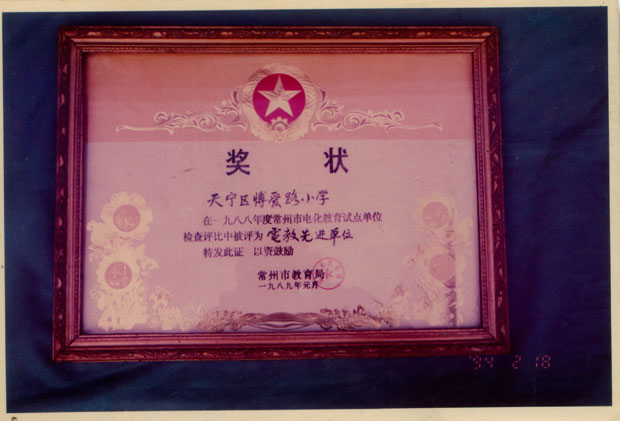 奖 状
天宁区博爱路小学
在一九八八年度常州市电化教育试点单位
检查评比中被评为 電教先进单位
特发此证 以资鼓励
常州市教育局
一九八九年元月
'94 2 18